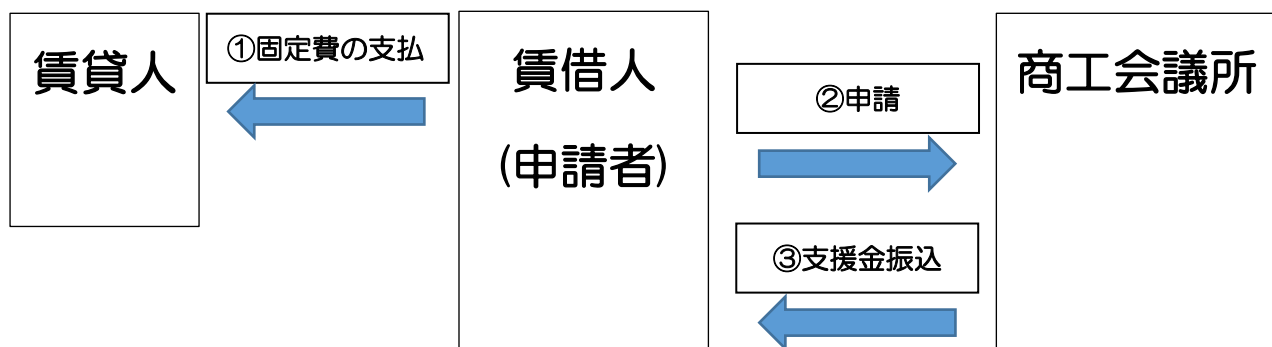 賃貸人
①固定費の支払
賃借人
(申請者)
②申請
③支援金振込
商工会議所